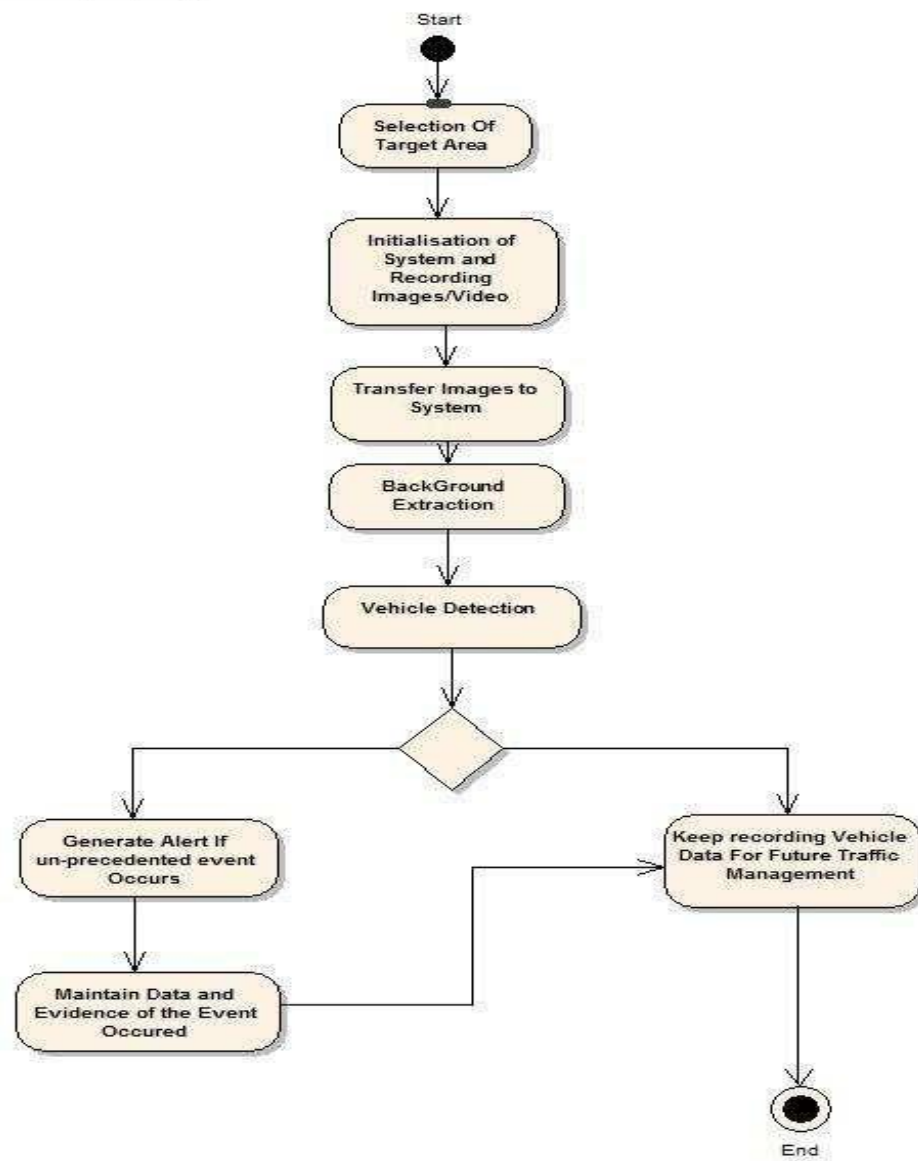 Start
Selection Of
Target Area
Initialisation of
System and
Recording
Images/Video
Transfer Images to
System
BackGround
Extraction
Vehicle Detection
Generate Alert If
un-precedented event
Occurs
Keep recording Vehicle
Data For Future Traffic
Management
Maintain Data and
Evidence of the Event
Occured
End